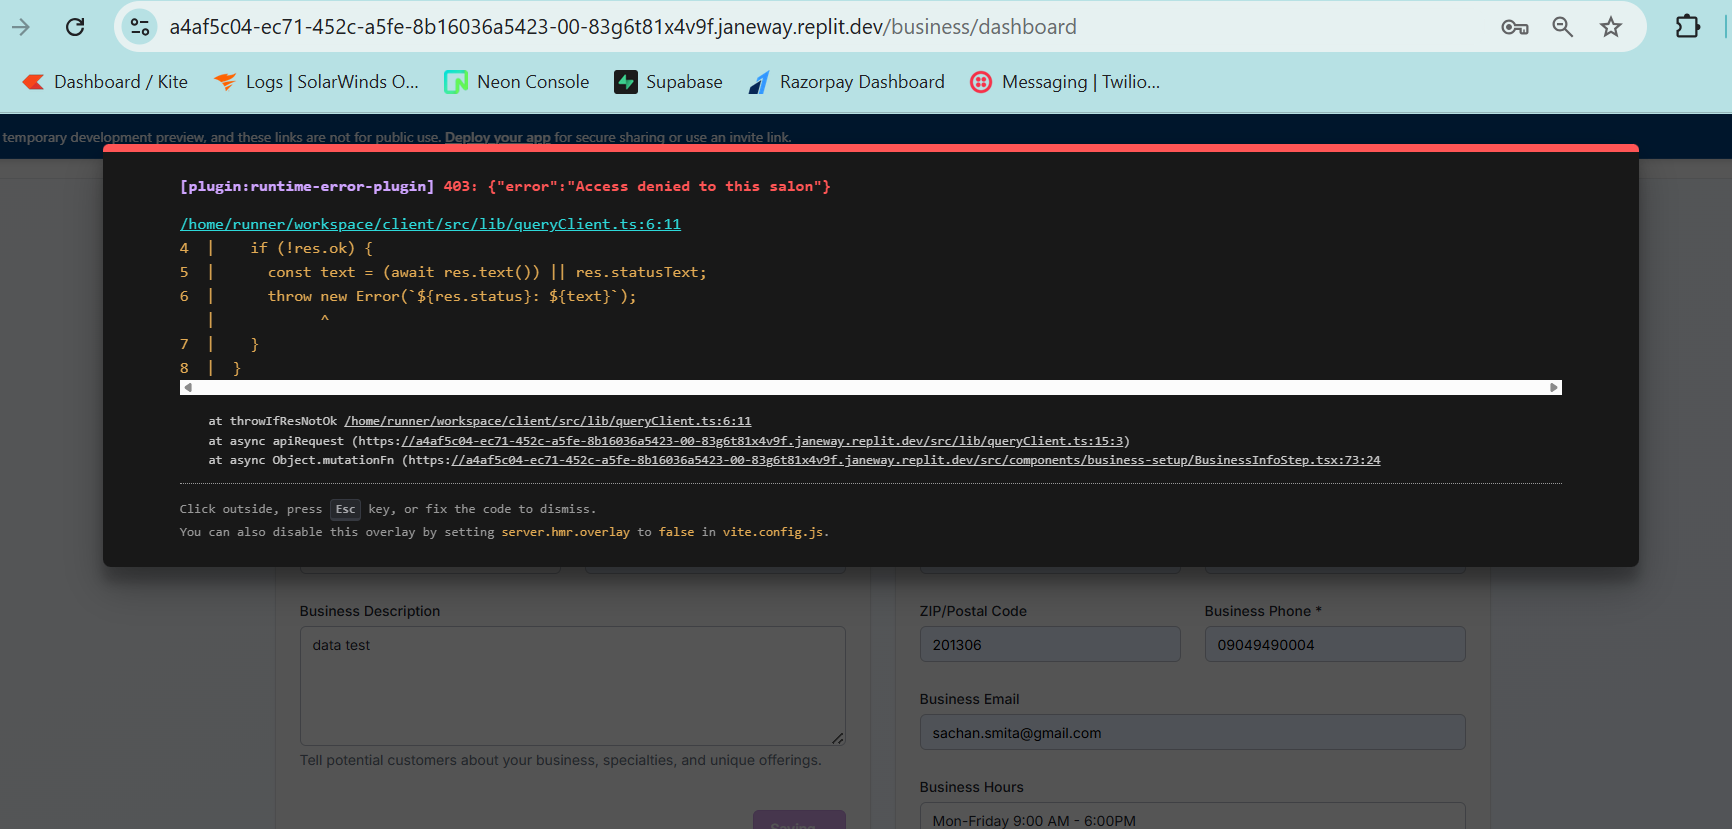 a4af5c04-ec71-452c-a5fe-8b16036a5423-00-83g6t81x4v9f.janeway.replit.dev/business/dashboard
Dashboard / Kite Logs | SolarWinds O... Neon Console Supabase Razorpay Dashboard Messaging | Twilio...
temporary development preview, and these links are not for public use. Deploy your app for secure sharing or use an invite link.
[plugin:runtime-error-plugin] 403: {"error":"Access denied to this salon"}
/home/runner/workspace/client/src/lib/queryClient.ts:6:11
4 | if (!res.ok) {
5 | const text = (await res.text()) || res.statusText;
6 | throw new Error(`${res.status}: ${text}`);
| ^
7 | }
8 | }
at throwIfResNotOk /home/runner/workspace/client/src/lib/queryClient.ts:6:11
at async apiRequest (https://a4af5c04-ec71-452c-a5fe-8b16036a5423-00-83g6t81x4v9f.janeway.replit.dev/src/lib/queryClient.ts:15:3)
at async Object.mutationFn (https://a4af5c04-ec71-452c-a5fe-8b16036a5423-00-83g6t81x4v9f.janeway.replit.dev/src/components/business-setup/BusinessInfoStep.tsx:73:24
Click outside, press Esc key, or fix the code to dismiss.
You can also disable this overlay by setting server.hmr.overlay to false in vite.config.js.
Business Description
data test
Tell potential customers about your business, specialties, and unique offerings.
Saving...
ZIP/Postal Code Business Phone *
201306 09049490004
Business Email
sachan.smita@gmail.com
Business Hours
Mon-Friday 9:00 AM - 6:00PM